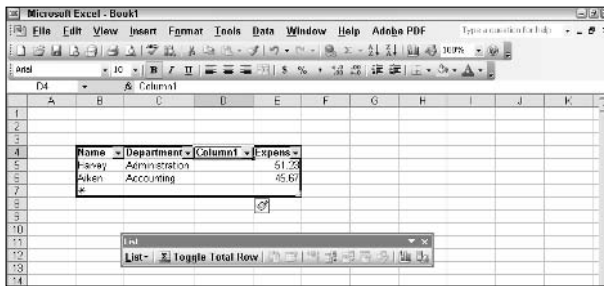 Microsoft Excel - Book1
File Edit View Insert Format Tools Data Window Help Adobe PDF Type a question for help
100%
Arial 10 B I U $ % ,
D4 fx Column1
A B C D E F G H I J K
1
2
3
4 Name Department Column1 Expens
5 Harvey Administration 51.23
6 Aiken Accounting 45.67
7 *
8
9
10
11 List
12 List Σ Toggle Total Row
13
14